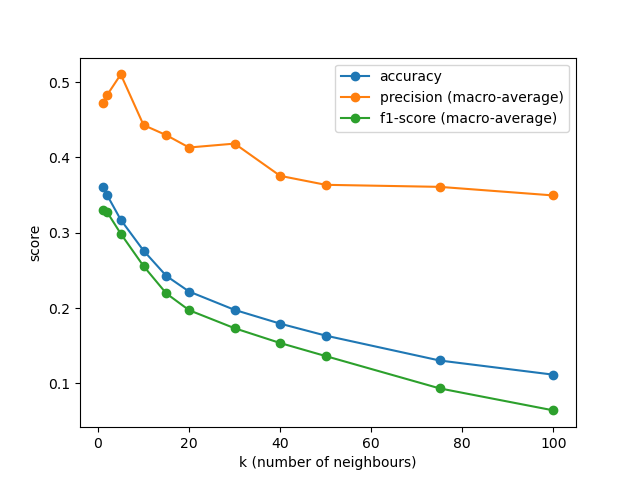 accuracy
precision (macro-average)
f1-score (macro-average)
0.5
0.4
0.3
0.2
0.1
score
0 20 40 60 80 100
k (number of neighbours)